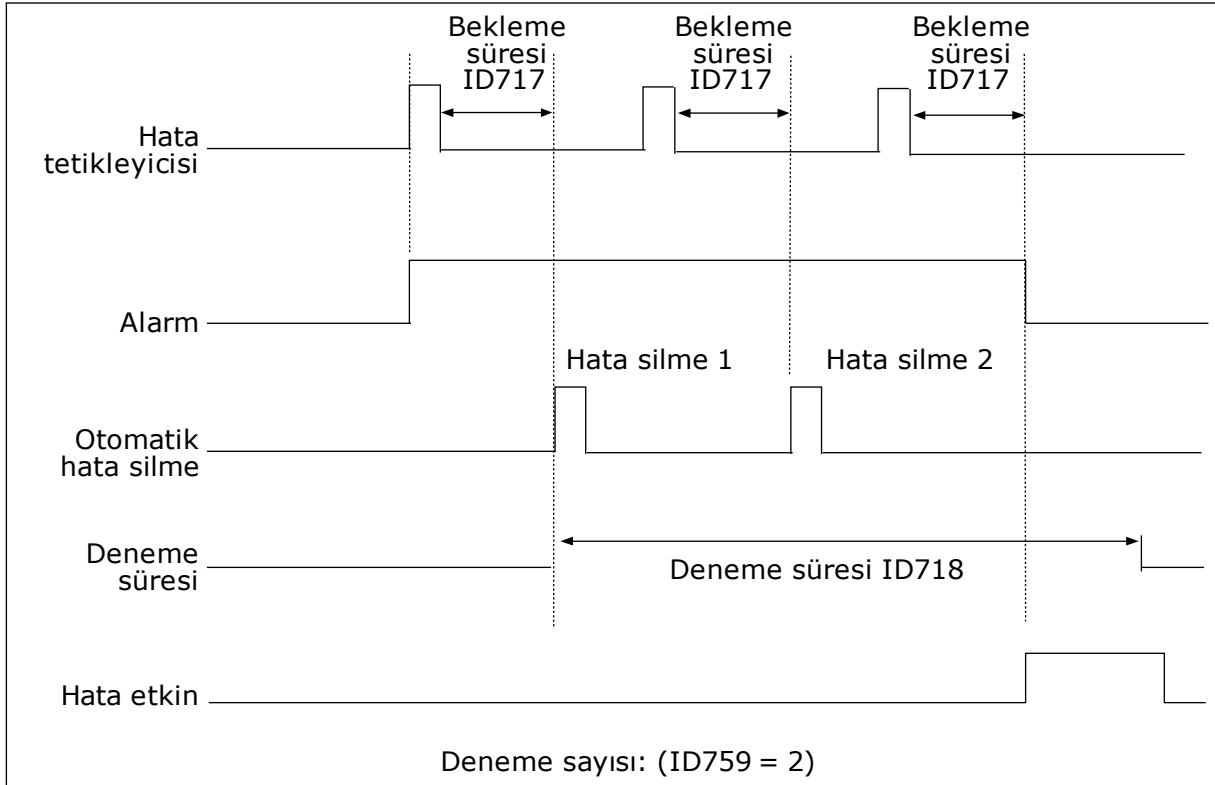 Bekleme
süresi
ID717
Bekleme
süresi
ID717
Bekleme
süresi
ID717
Hata
tetikleyicisi
Alarm
Hata silme 1
Hata silme 2
Otomatik
hata silme
Deneme
süresi
Deneme süresi ID718
Hata etkin
Deneme sayısı: (ID759 = 2)